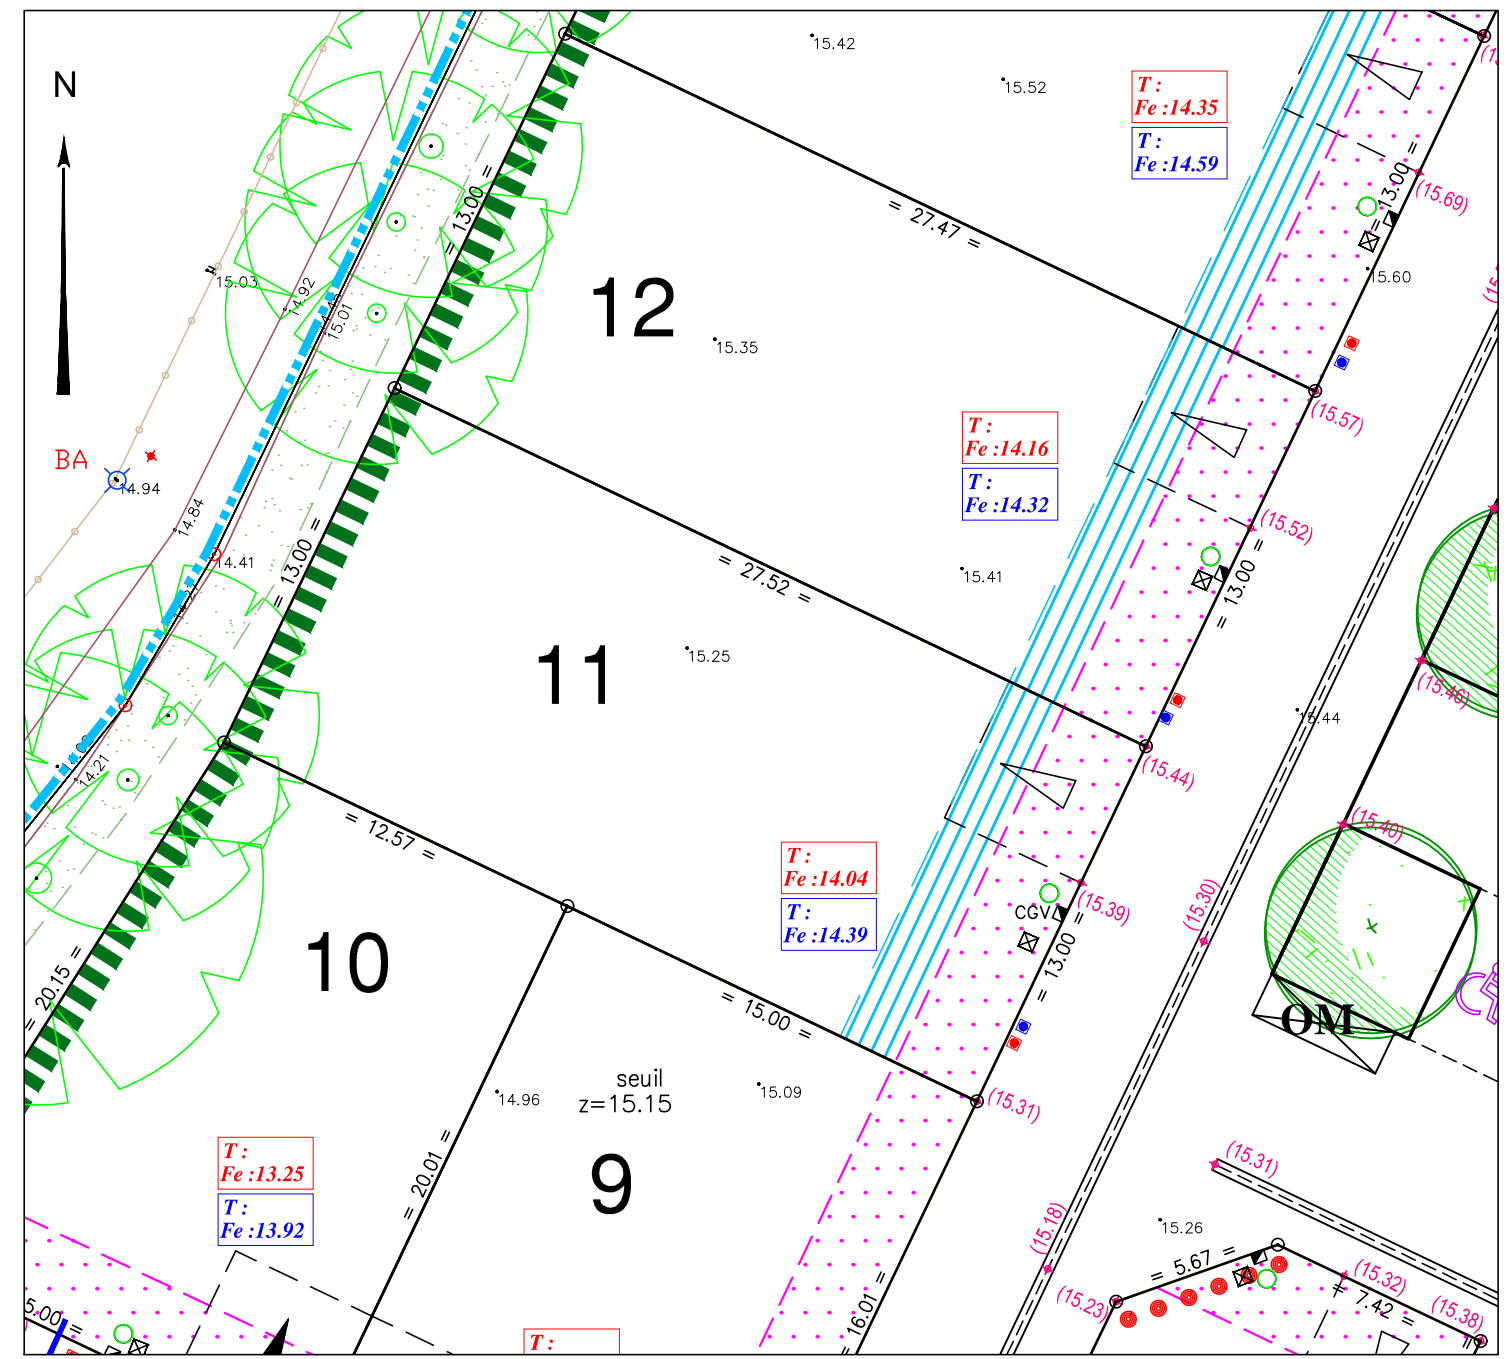 15.42
N
15.52
T :
Fe :14.35
T :
Fe :14.59
= 13.00 =
= 13.00 =
(15.69)
= 27.47 =
15.03
14.92
15.60
12
15.01
15.35
(15.57)
T :
Fe :14.16
T :
Fe :14.32
BA
14.94
14.84
(15.52)
14.41
= 13.00 =
= 27.52 =
15.41
= 13.00 =
11
15.25
(15.46)
15.44
14.21
(15.44)
= 12.57 =
(15.40)
T :
Fe :14.04
T :
Fe :14.39
(15.39)
CGV
(15.30)
10
= 13.00 =
= 20.15 =
= 15.00 =
OM
seuil
z=15.15
14.96
15.09
(15.31)
T :
Fe :13.25
T :
Fe :13.92
= 20.01 =
9
(15.31)
(15.18)
15.26
= 5.67 =
(15.32)
(15.23)
= 7.42 =
(15.38)
= 16.01 =
5.00 =
T :